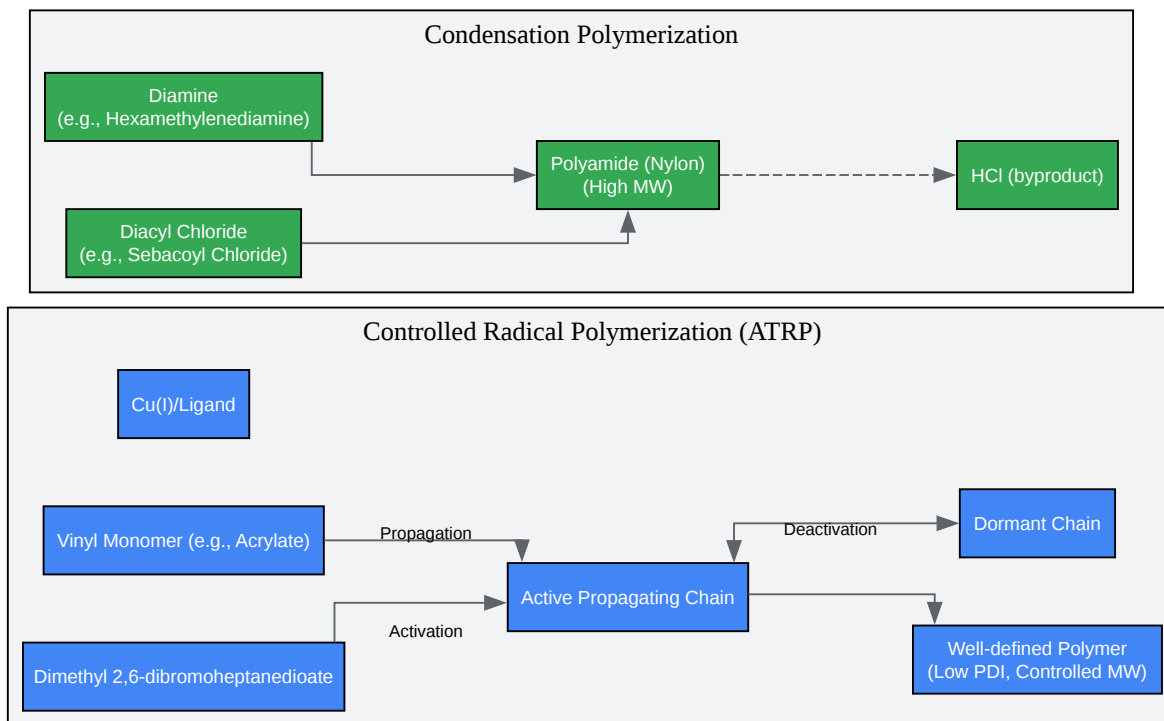 Condensation Polymerization
Diamine
(e.g., Hexamethylenediamine)
Polyamide (Nylon)
(High MW)
HCl (byproduct)
Diacyl Chloride
(e.g., Sebacoyl Chloride)
Controlled Radical Polymerization (ATRP)
Cu(I)/Ligand
Vinyl Monomer (e.g., Acrylate)
Propagation
Deactivation
Dormant Chain
Active Propagating Chain
Activation
Dimethyl 2,6-dibromoheptanedioate
Well-defined Polymer
(Low PDI, Controlled MW)